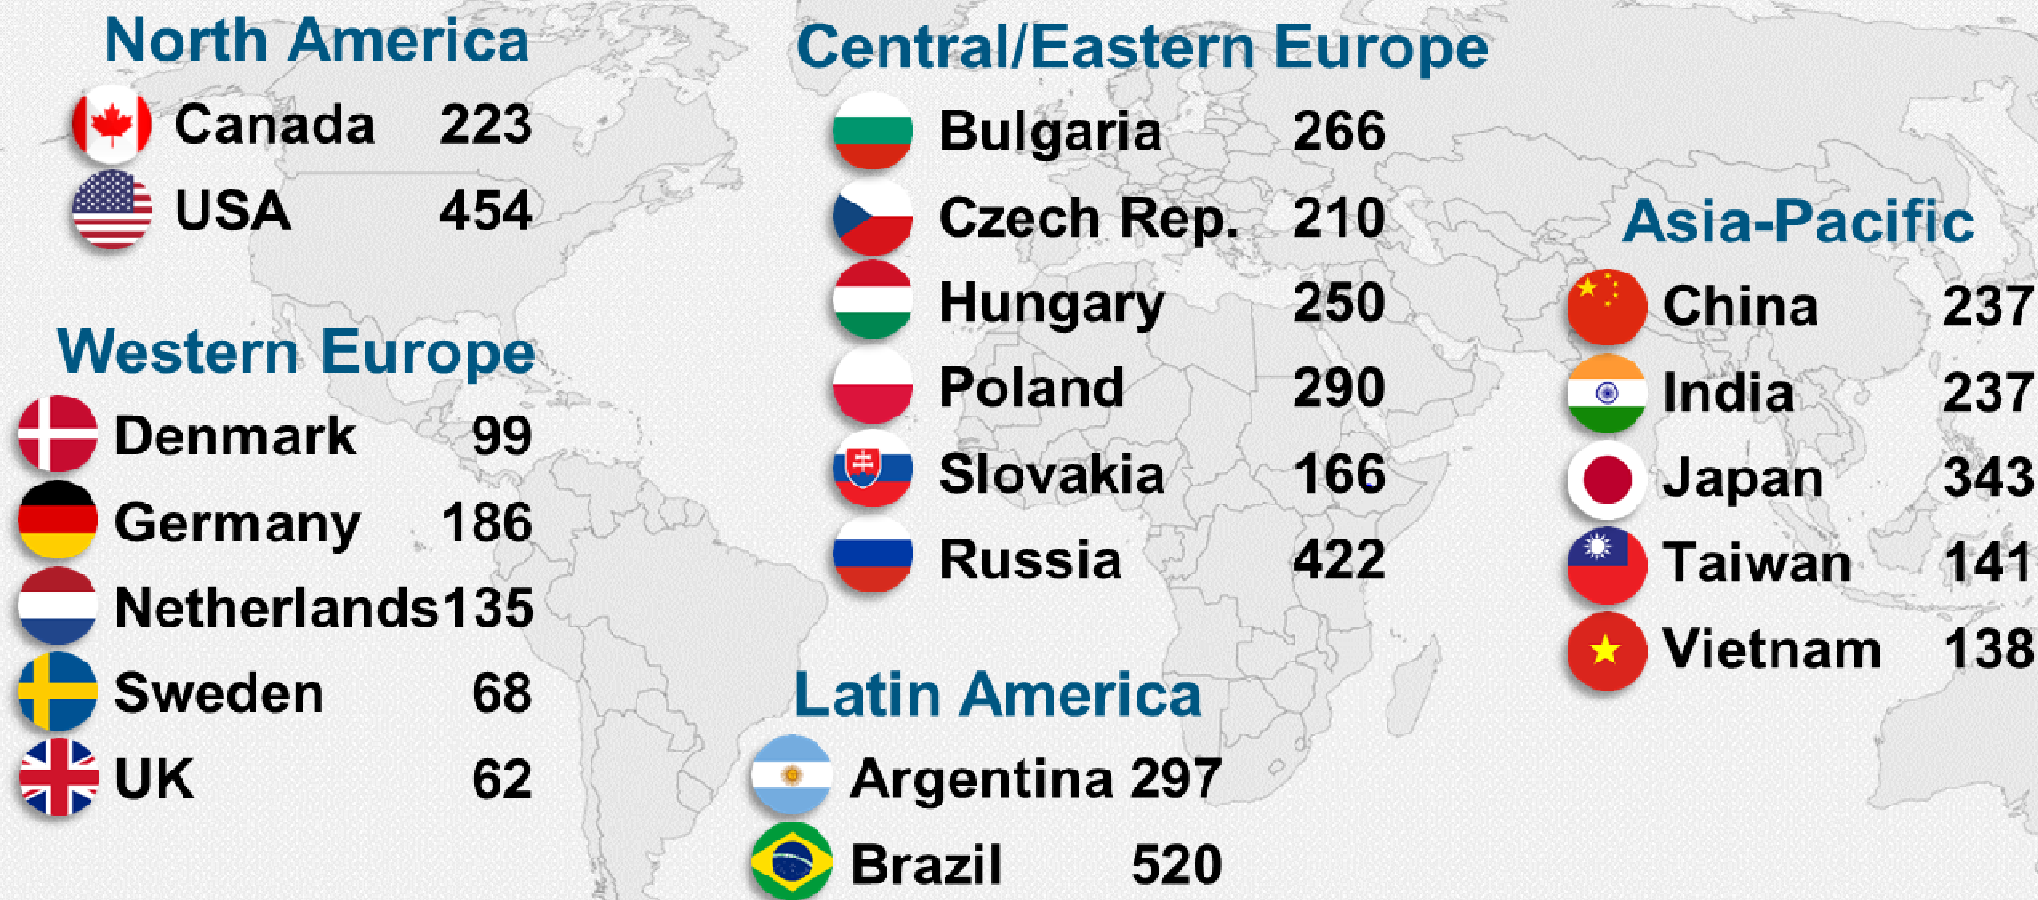 North America
Canada 223
USA 454
Western Europe
Denmark 99
Germany 186
Netherlands 135
Sweden 68
UK 62
Central/Eastern Europe
Bulgaria 266
Czech Rep. 210
Hungary 250
Poland 290
Slovakia 166
Russia 422
Latin America
Argentina 297
Brazil 520
Asia-Pacific
China 237
India 237
Japan 343
Taiwan 141
Vietnam 138